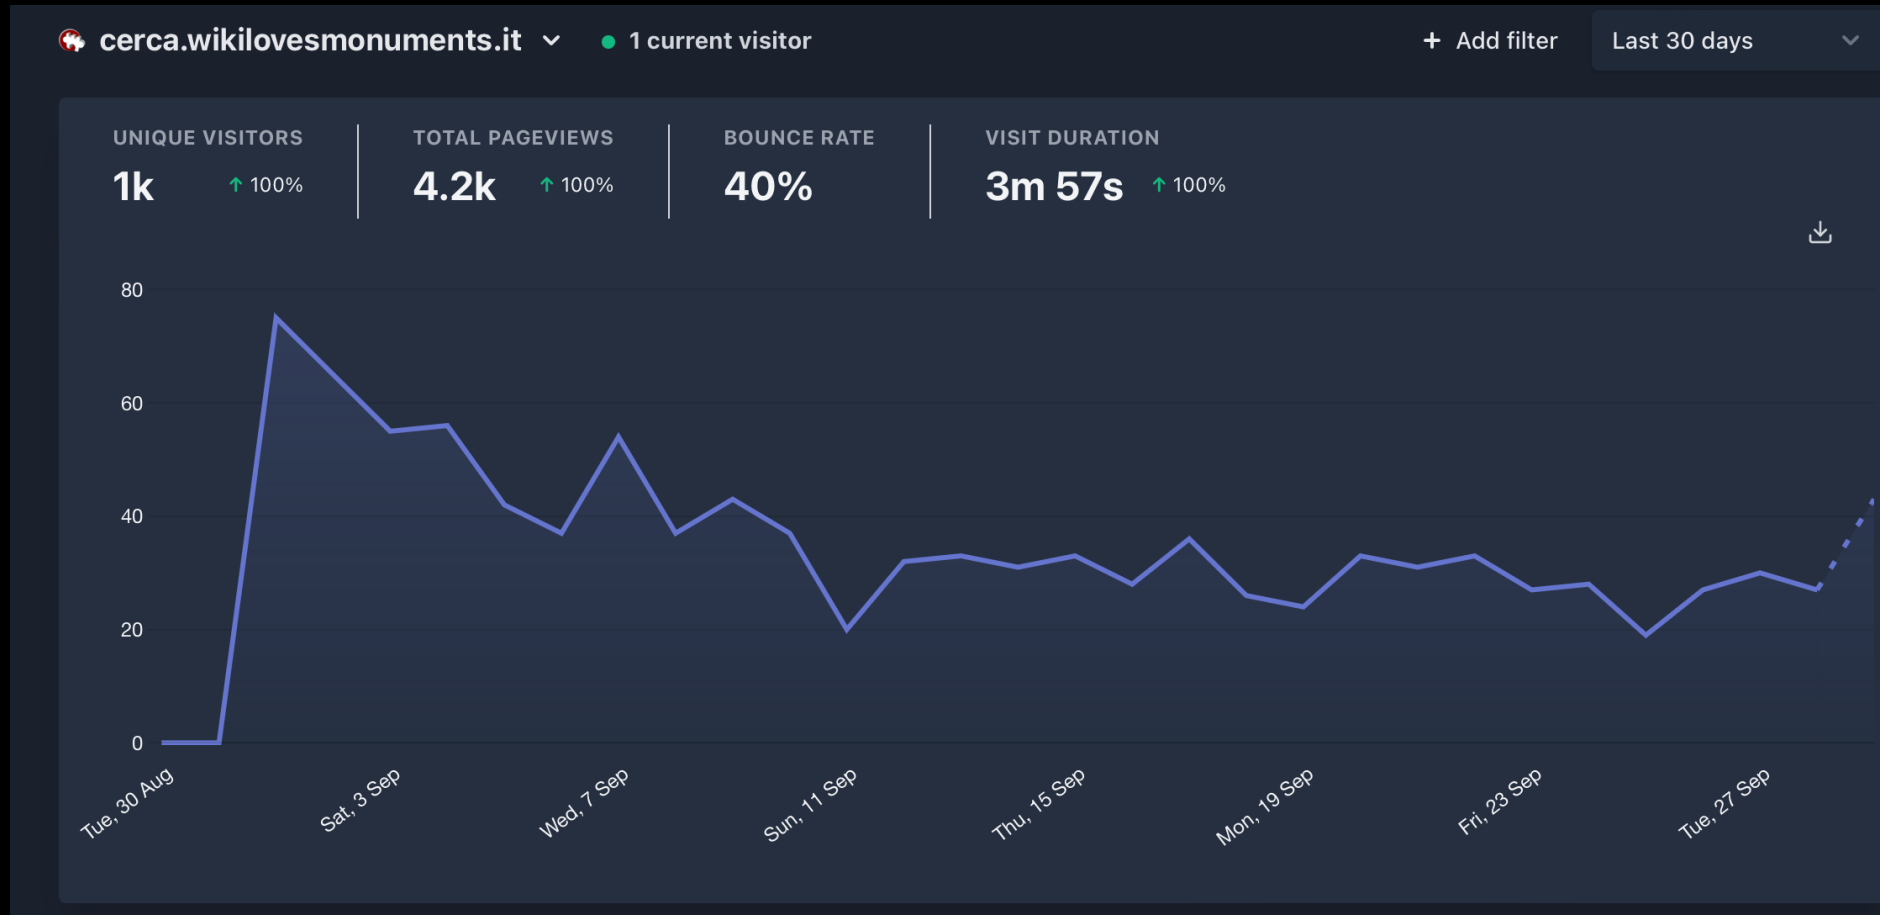 cerca.wikilovesmonuments.it 1 current visitor + Add filter Last 30 days
UNIQUE VISITORS TOTAL PAGEVIEWS BOUNCE RATE VISIT DURATION
1k ↑ 100% 4.2k ↑ 100% 40% 3m 57s ↑ 100%
80
60
40
20
0
Tue, 30 Aug Sat, 3 Sep Wed, 7 Sep Sun, 11 Sep Thu, 15 Sep Mon, 19 Sep Fri, 23 Sep Tue, 27 Sep